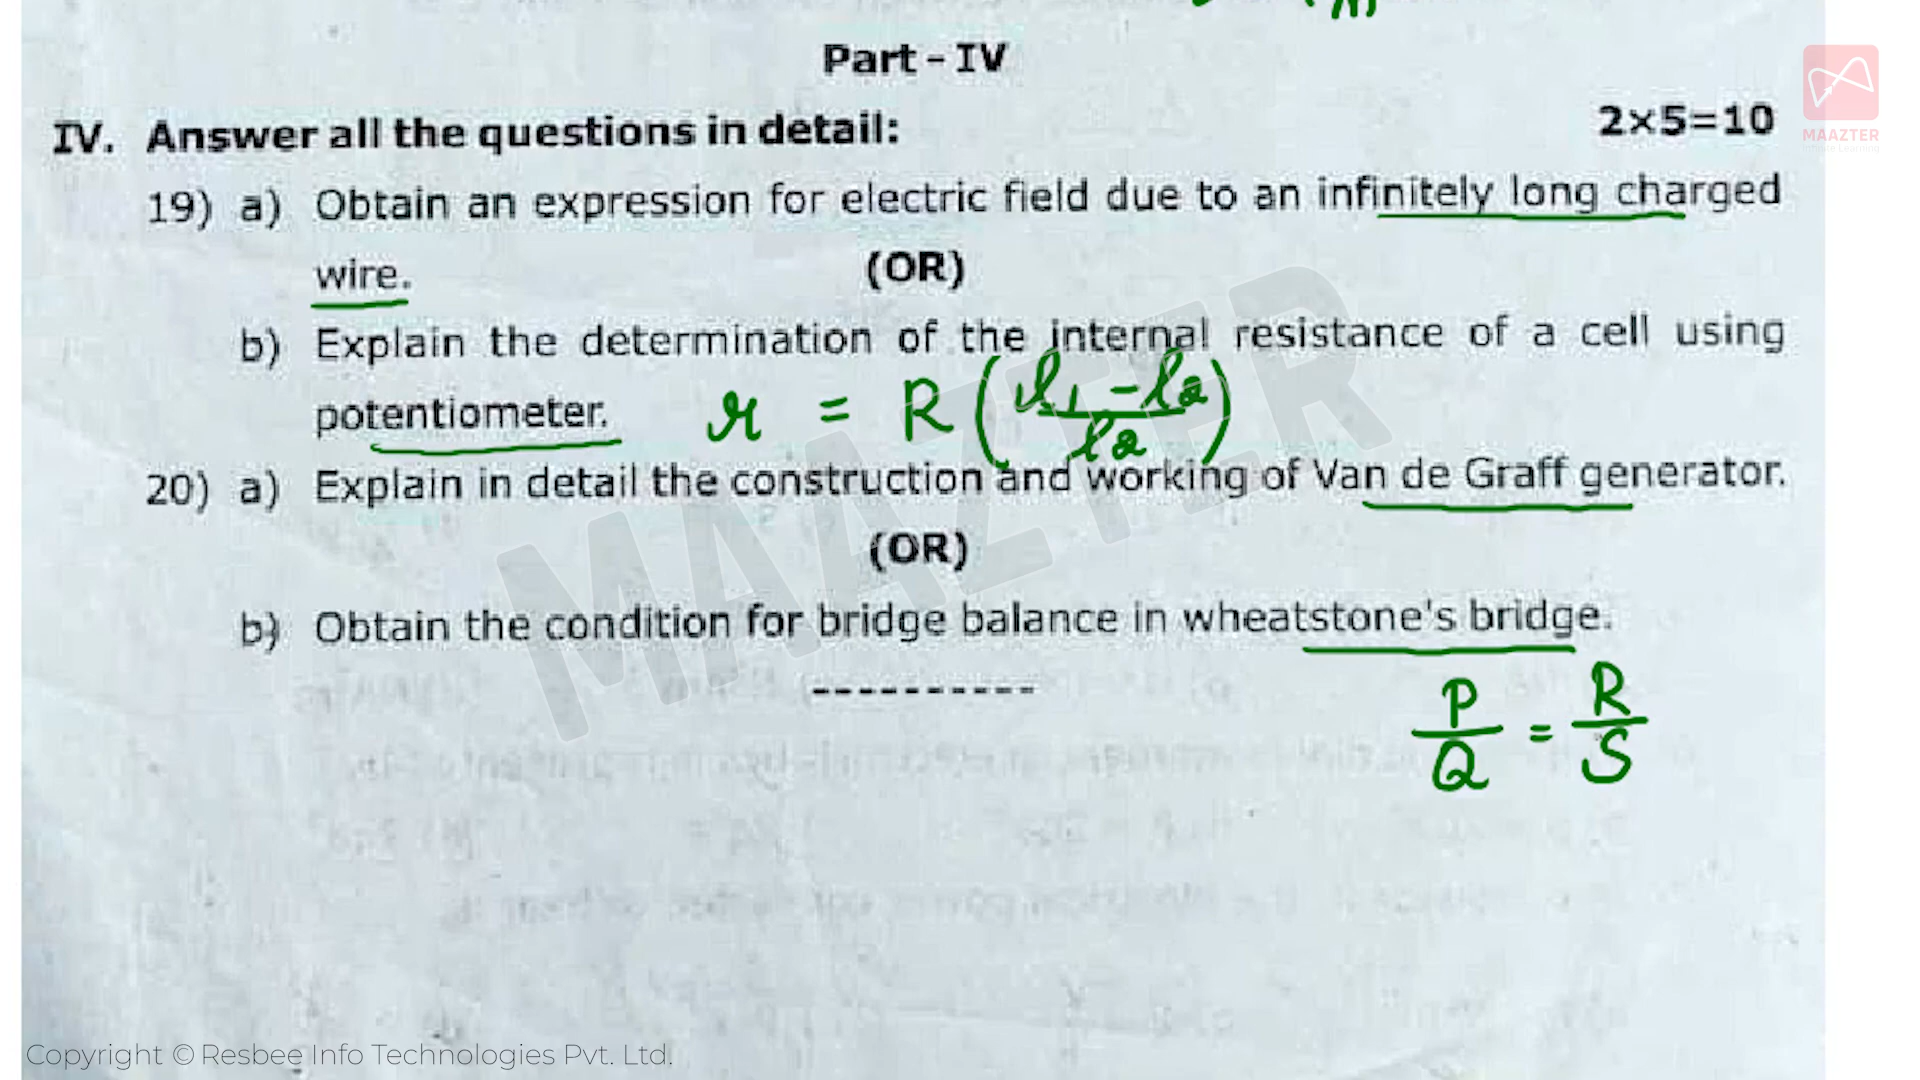 Part - IV
IV. Answer all the questions in detail: 2×5=10
19) a) Obtain an expression for electric field due to an infinitely long charged
wire. (OR)
b) Explain the determination of the internal resistance of a cell using
potentiometer. r = R (l1 - l2 / l2)
20) a) Explain in detail the construction and working of Van de Graff generator.
(OR)
b) Obtain the condition for bridge balance in wheatstone's bridge.
----------
P/Q = R/S
MAAZTER
MAAZTER
Infinite Learning
Copyright © Resbee Info Technologies Pvt. Ltd.